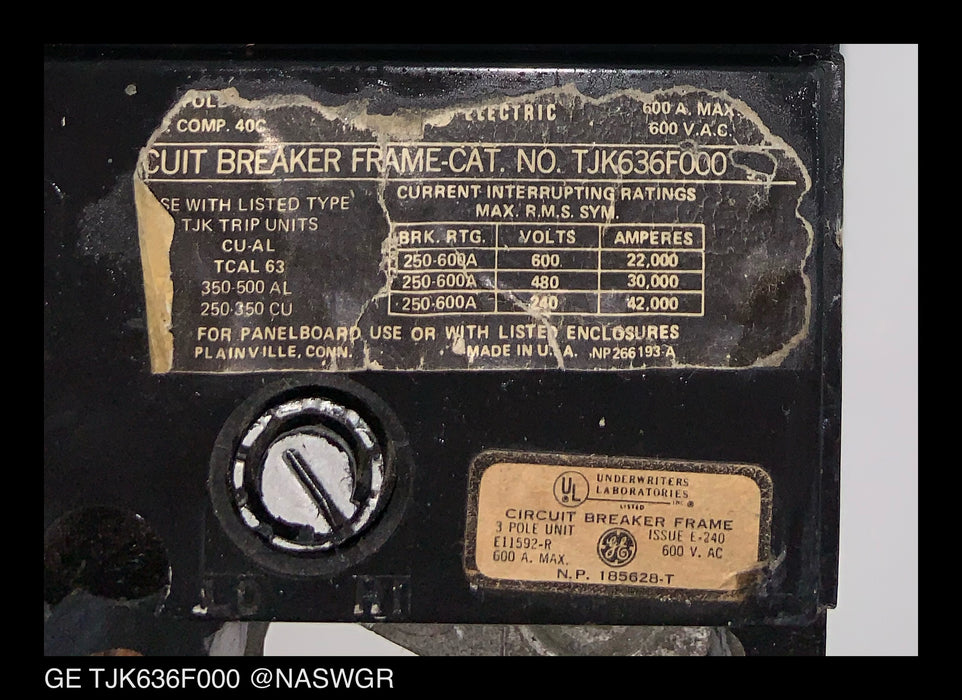 ELECTRIC 600 A. MAX.
COMP. 40C 600 V.A.C.
CUIT BREAKER FRAME-CAT. NO. TJK636F000
SE WITH LISTED TYPE
TJK TRIP UNITS
CU-AL
TCAL 63
350-500 AL
250-350 CU
CURRENT INTERRUPTING RATINGS
MAX. R.M.S. SYM.
BRK. RTG. VOLTS AMPERES
250-600A 600 22,000
250-600A 480 30,000
250-600A 240 42,000
FOR PANELBOARD USE OR WITH LISTED ENCLOSURES
PLAINVILLE, CONN. MADE IN U.S.A. NP266193-A
LO HI
UL UNDERWRITERS
LABORATORIES
INC. ®
LISTED
CIRCUIT BREAKER FRAME
3 POLE UNIT ISSUE E-240
E11592-R GE 600 V. AC
600 A. MAX.
N.P. 185628-T
GE TJK636F000 @NASWGR